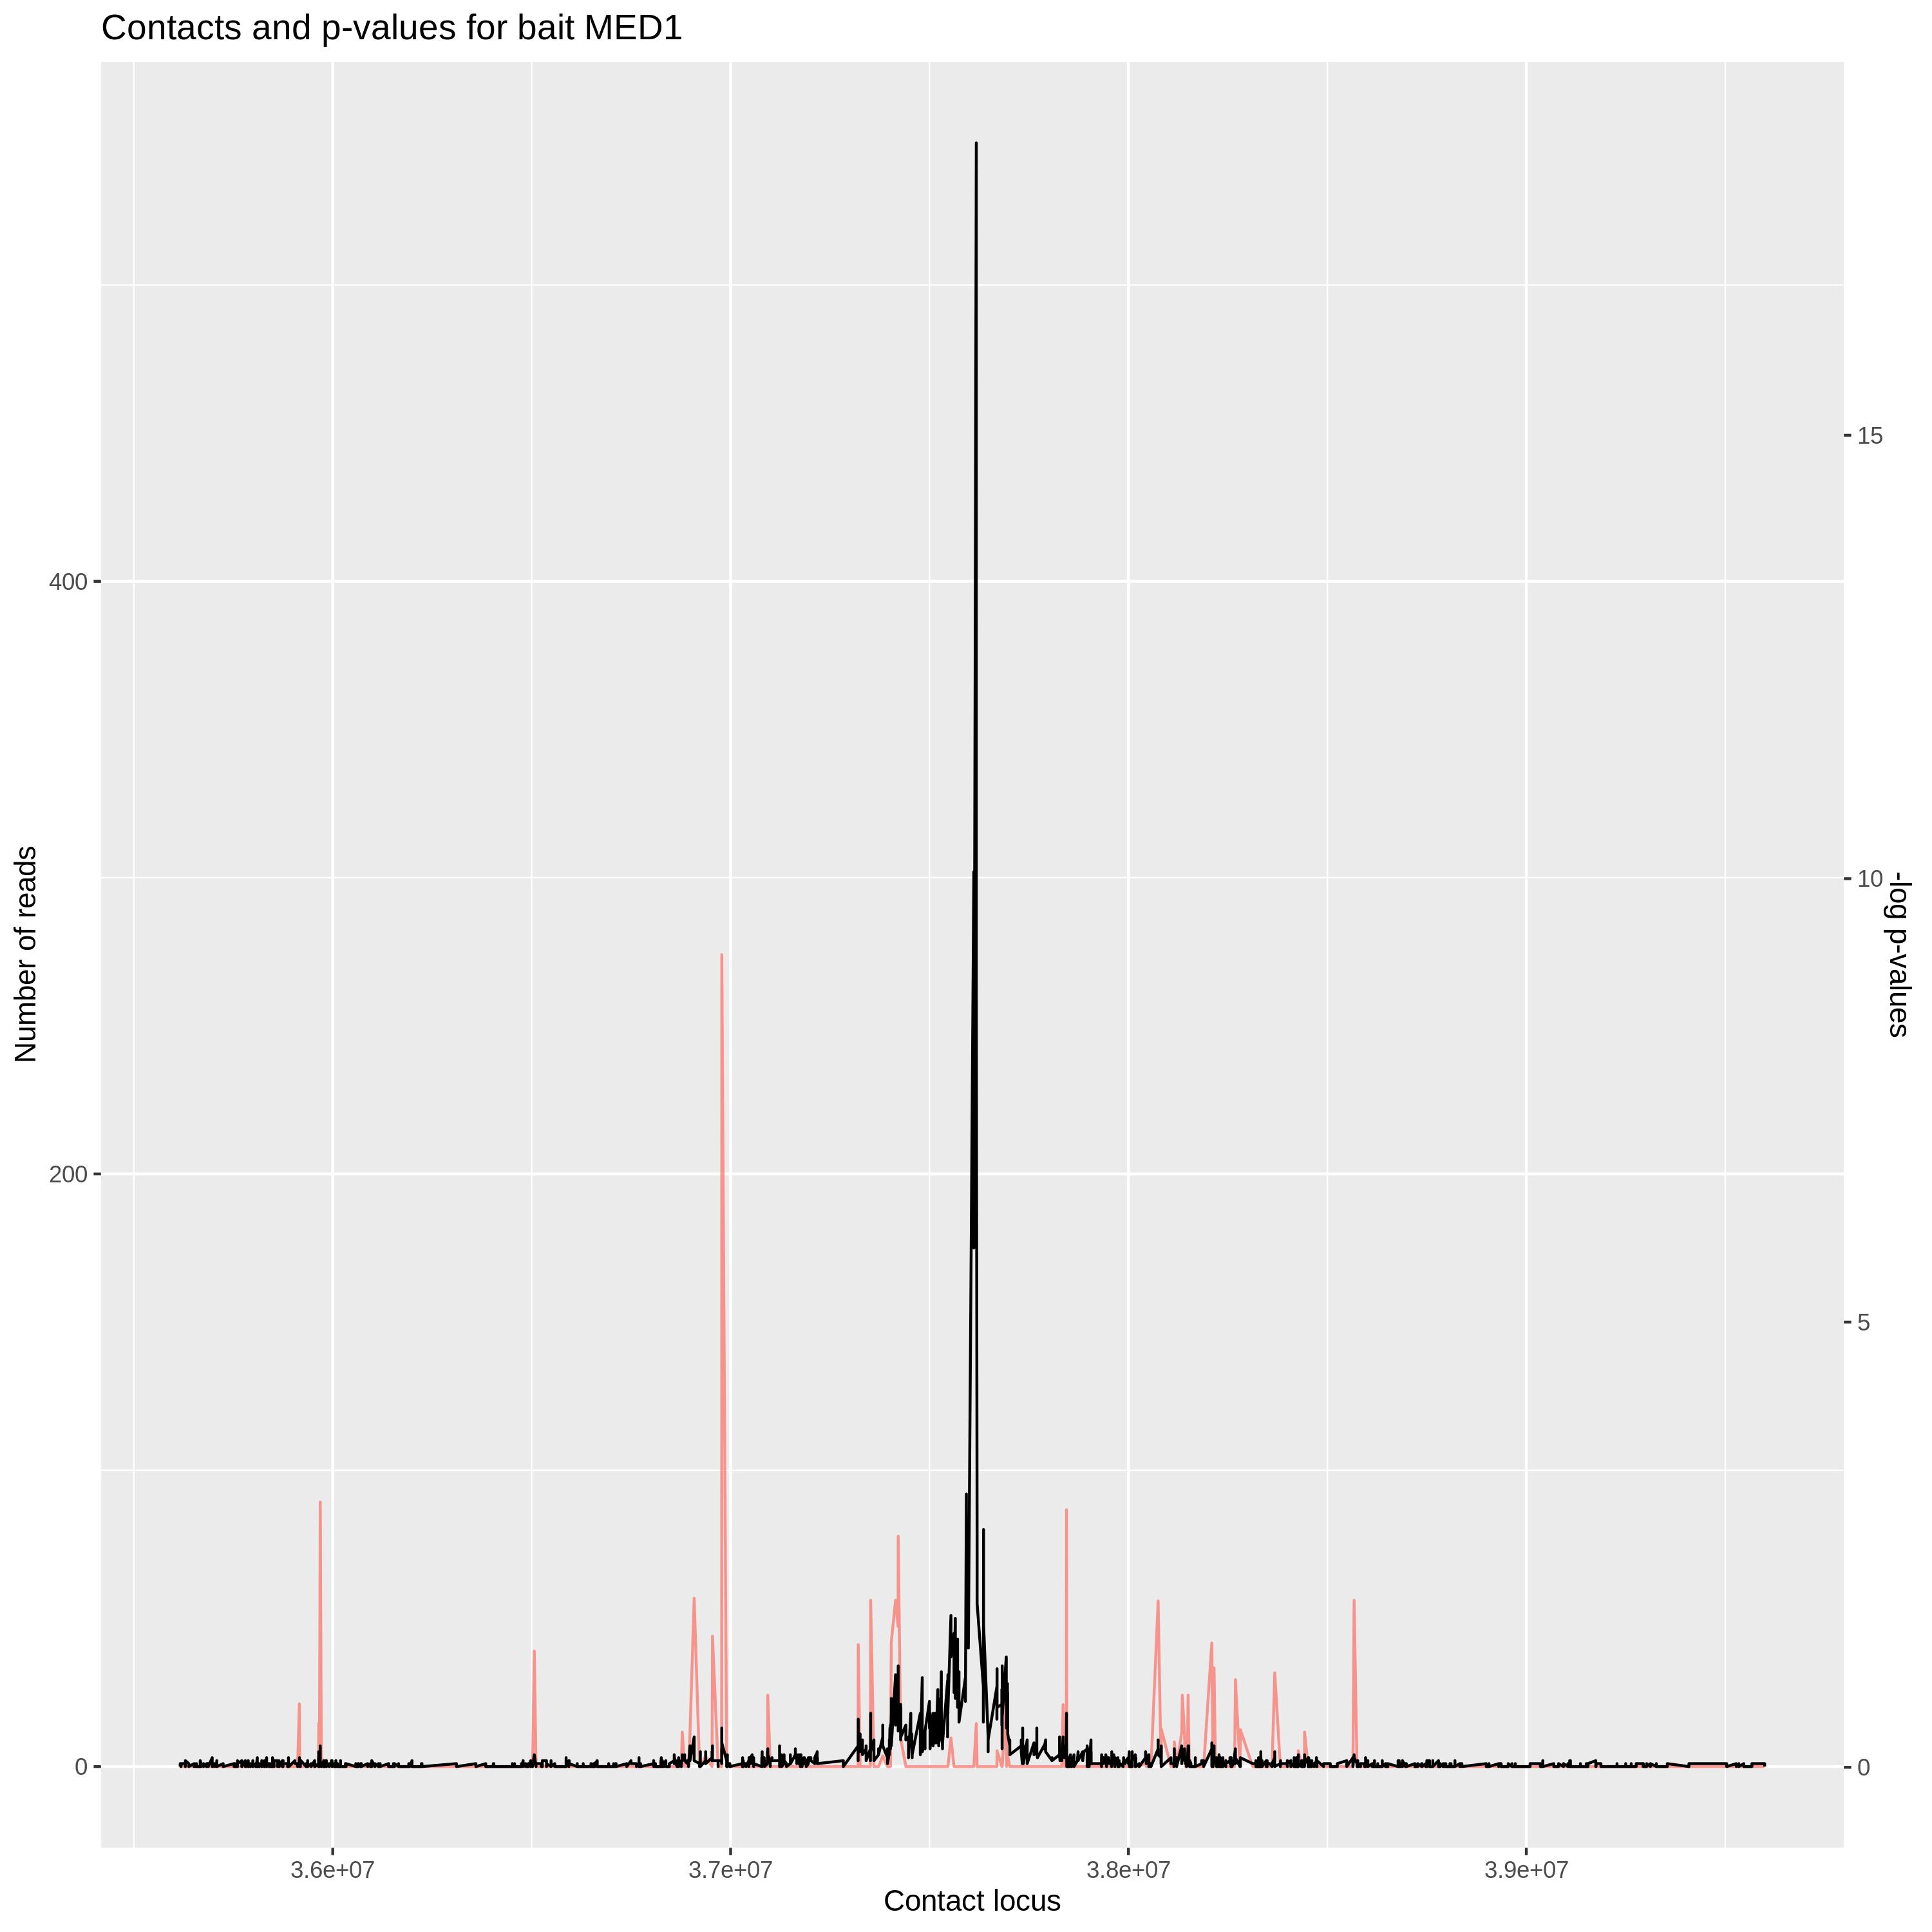 Contacts and p-values for bait MED1
Number of reads
400
200
0
15
10
5
0
-log p-values
3.6e+07
3.7e+07
3.8e+07
3.9e+07
Contact locus